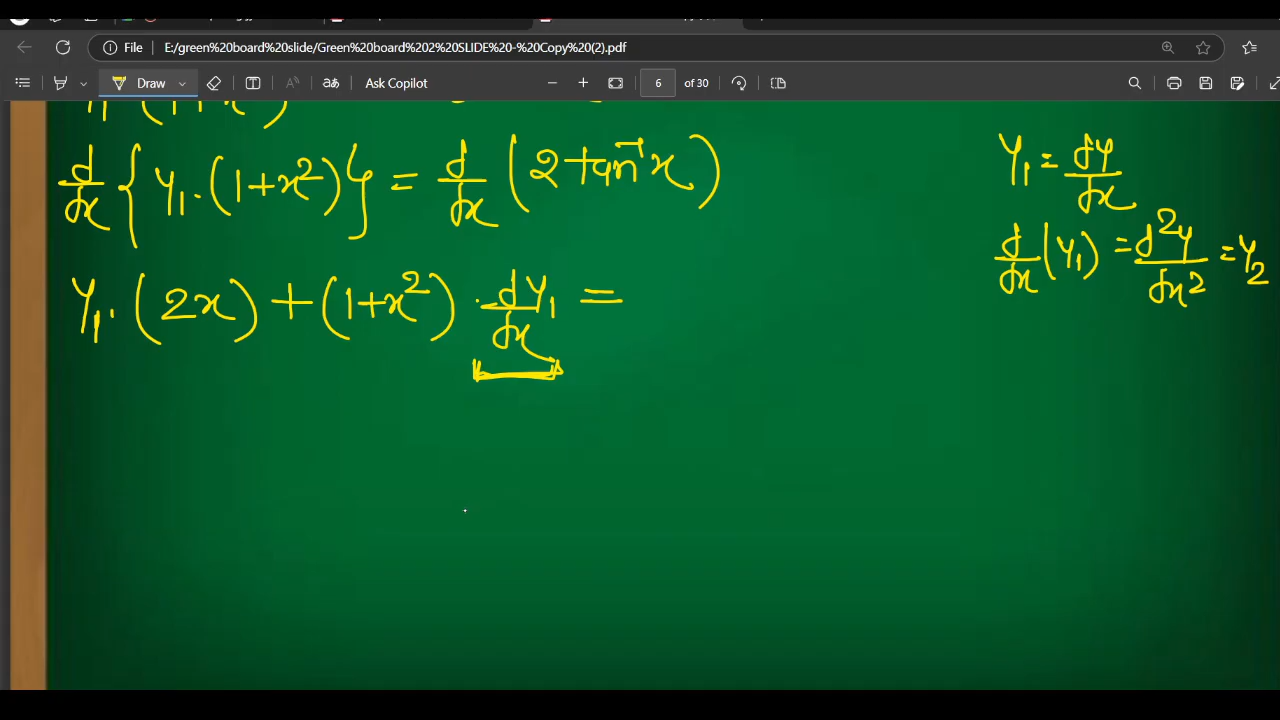 File E:/green%20board%20slide/Green%20board%202%20SLIDE%20-%20Copy%20(2).pdf
Draw aあ Ask Copilot 6 of 30
d/dx { y₁.(1+x²)} = d/dx (2 tan⁻¹x)
y₁.(2x) + (1+x²) . dy₁/dx =
y₁ = dy/dx
d/dx (y₁) = d²y/dx² = y₂